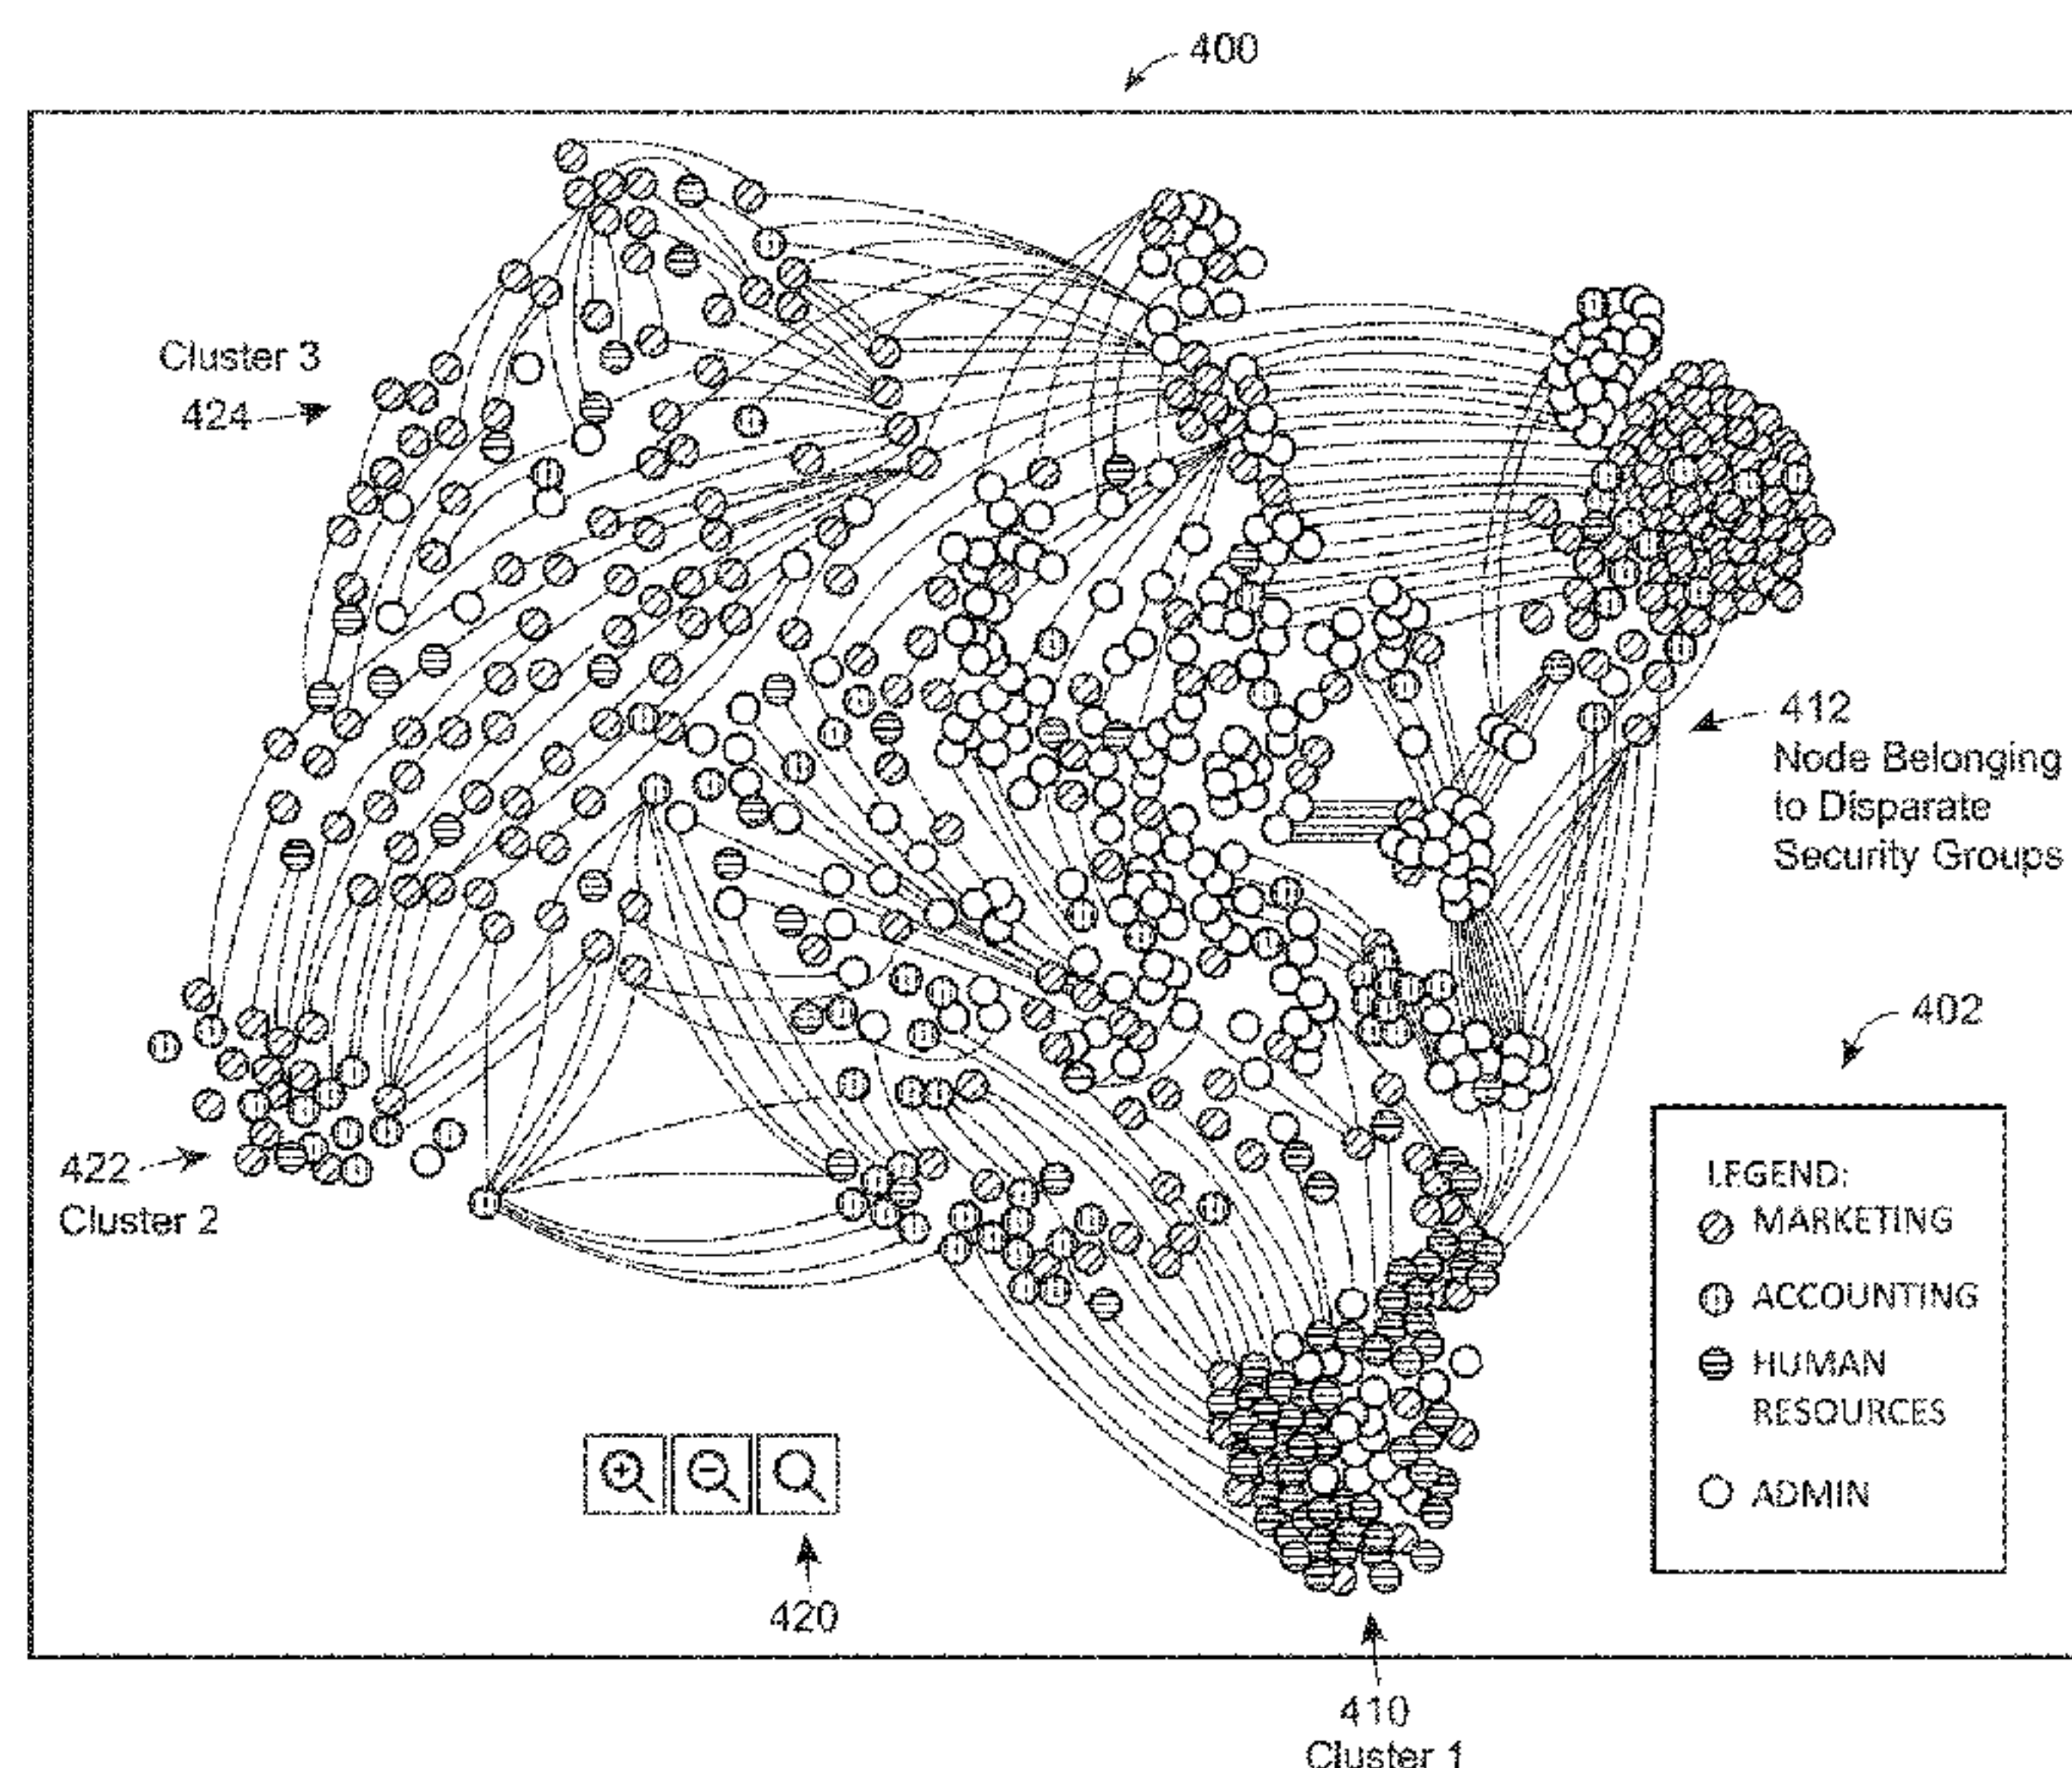 400
Cluster 3
424
412
Node Belonging
to Disparate
Security Groups
402
422
Cluster 2
LEGEND:
MARKETING
ACCOUNTING
HUMAN
RESOURCES
ADMIN
420
410
Cluster 1